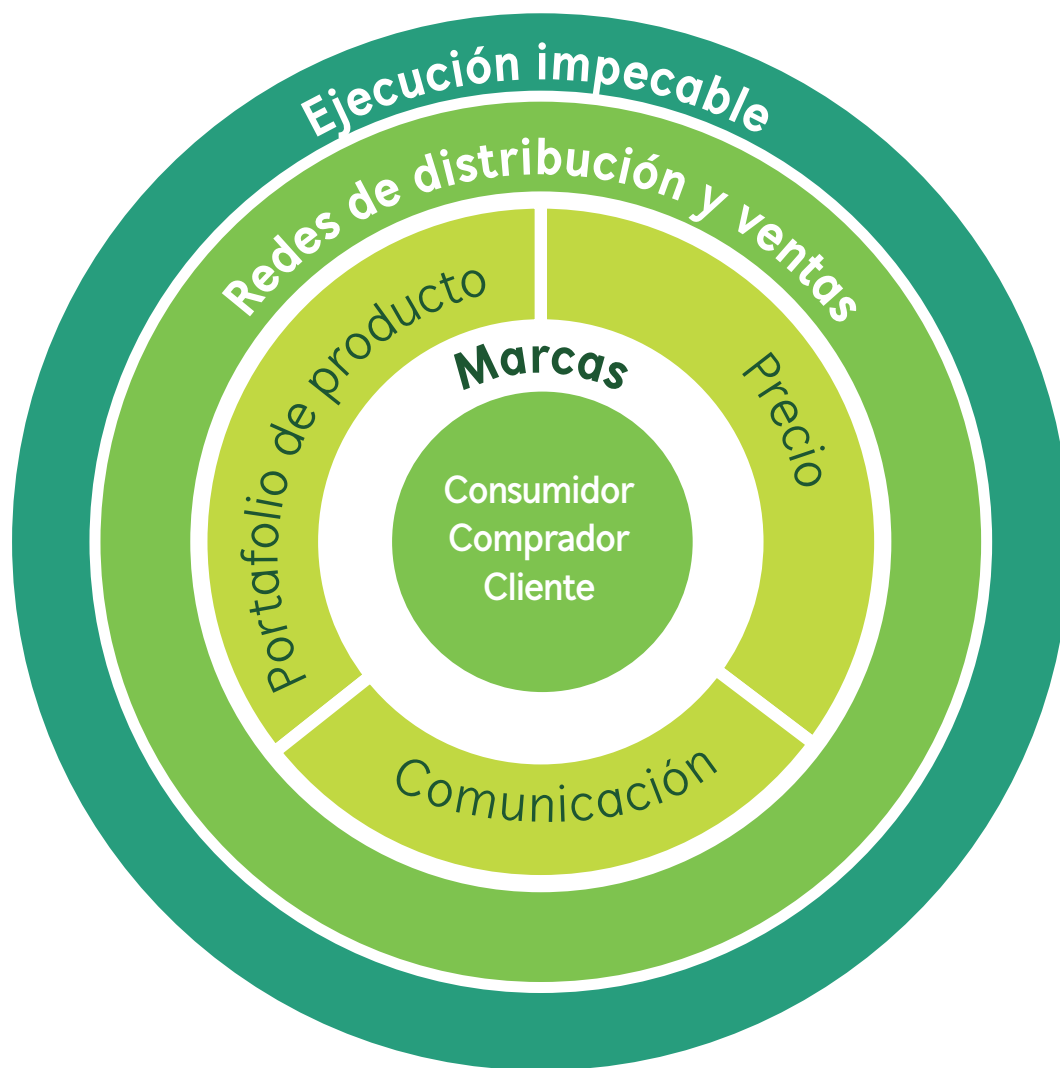 Ejecución impecable
Redes de distribución y ventas
Portafolio de producto
Precio
Marcas
Consumidor
Comprador
Cliente
Comunicación